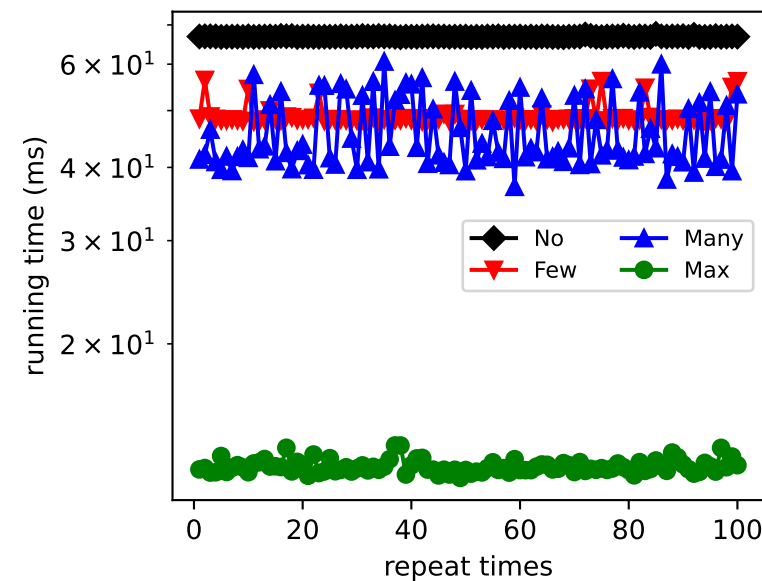 6 × 10¹
4 × 10¹
3 × 10¹
2 × 10¹
running time (ms)
No
Few
Many
Max
0 20 40 60 80 100
repeat times